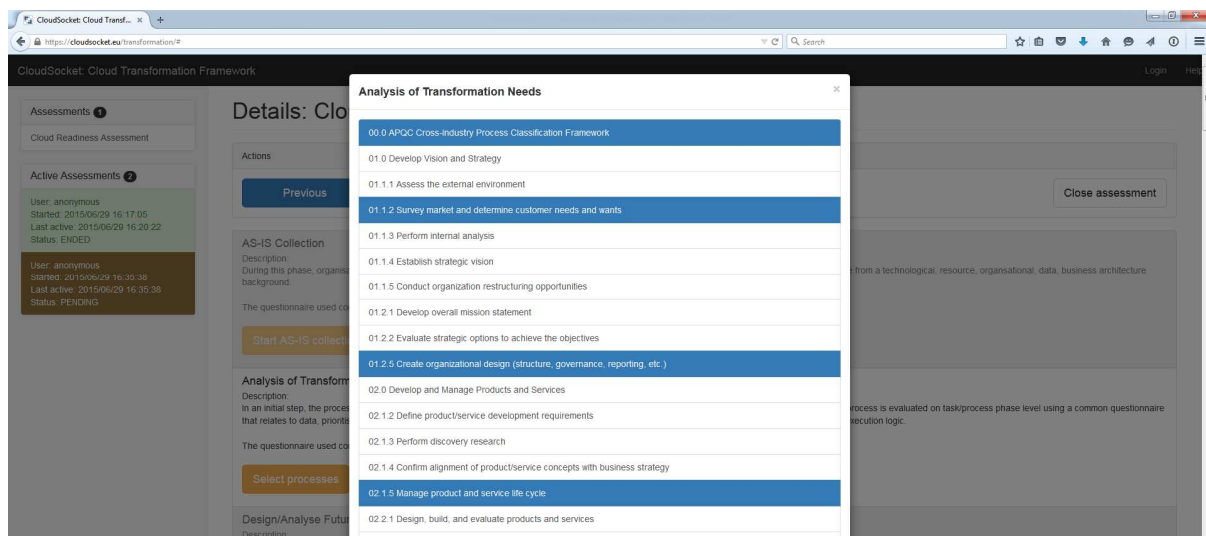 CloudSocket: Cloud Transf... × +
https://cloudsocket.eu/transformation/#
Search
CloudSocket: Cloud Transformation Framework
Login Help
Assessments 1
Cloud Readiness Assessment
Active Assessments 2
User: anonymous
Started: 2015/06/29 16:17:05
Last active: 2015/06/29 16:20:22
Status: ENDED
User: anonymous
Started: 2015/06/29 16:35:38
Last active: 2015/06/29 16:35:38
Status: PENDING
Details: Clo
Actions
Previous
Close assessment
AS-IS Collection
Description:
During this phase, organisa
e from a technological, resource, organsational, data, business architecture
background.
The questionnaire used co
Start AS-IS collecti
Analysis of Transform
Description:
In an initial step, the proces
process is evaluated on task/process phase level using a common questionnaire
that relates to data, prioritis
xecution logic.
The questionnaire used co
Select processes
Design/Analyse Futur
Description:
Analysis of Transformation Needs ×
00.0 APQC Cross-Industry Process Classification Framework
01.0 Develop Vision and Strategy
01.1.1 Assess the external environment
01.1.2 Survey market and determine customer needs and wants
01.1.3 Perform internal analysis
01.1.4 Establish strategic vision
01.1.5 Conduct organization restructuring opportunities
01.2.1 Develop overall mission statement
01.2.2 Evaluate strategic options to achieve the objectives
01.2.5 Create organizational design (structure, governance, reporting, etc.)
02.0 Develop and Manage Products and Services
02.1.2 Define product/service development requirements
02.1.3 Perform discovery research
02.1.4 Confirm alignment of product/service concepts with business strategy
02.1.5 Manage product and service life cycle
02.2.1 Design, build, and evaluate products and services